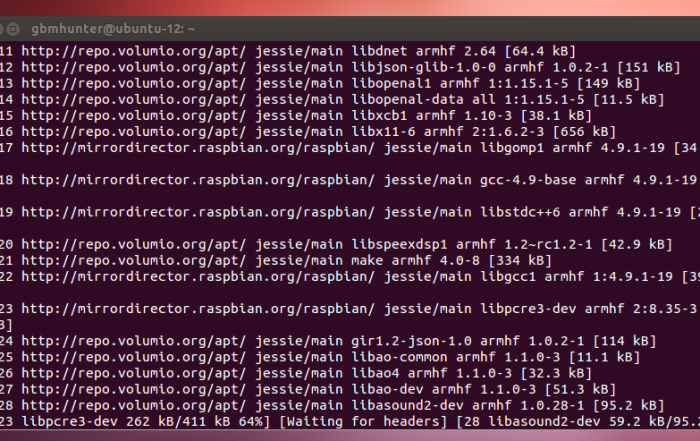 gbmhunter@ubuntu-12: ~
11 http://repo.volumio.org/apt/ jessie/main libdnet armhf 2.64 [64.4 kB]
12 http://repo.volumio.org/apt/ jessie/main libjson-glib-1.0-0 armhf 1.0.2-1 [151 kB]
13 http://repo.volumio.org/apt/ jessie/main libopenal1 armhf 1:1.15.1-5 [149 kB]
14 http://repo.volumio.org/apt/ jessie/main libopenal-data all 1:1.15.1-5 [11.5 kB]
15 http://repo.volumio.org/apt/ jessie/main libxcb1 armhf 1.10-3 [38.1 kB]
16 http://repo.volumio.org/apt/ jessie/main libx11-6 armhf 2:1.6.2-3 [656 kB]
17 http://mirrordirector.raspbian.org/raspbian/ jessie/main libgomp1 armhf 4.9.1-19 [34
18 http://mirrordirector.raspbian.org/raspbian/ jessie/main gcc-4.9-base armhf 4.9.1-19
19 http://mirrordirector.raspbian.org/raspbian/ jessie/main libstdc++6 armhf 4.9.1-19 [2
20 http://repo.volumio.org/apt/ jessie/main libspeexdsp1 armhf 1.2~rc1.2-1 [42.9 kB]
21 http://repo.volumio.org/apt/ jessie/main make armhf 4.0-8 [334 kB]
22 http://mirrordirector.raspbian.org/raspbian/ jessie/main libgcc1 armhf 1:4.9.1-19 [39
23 http://mirrordirector.raspbian.org/raspbian/ jessie/main libpcre3-dev armhf 2:8.35-3
B]
24 http://repo.volumio.org/apt/ jessie/main gir1.2-json-1.0 armhf 1.0.2-1 [114 kB]
25 http://repo.volumio.org/apt/ jessie/main libao-common armhf 1.1.0-3 [11.1 kB]
26 http://repo.volumio.org/apt/ jessie/main libao4 armhf 1.1.0-3 [32.3 kB]
27 http://repo.volumio.org/apt/ jessie/main libao-dev armhf 1.1.0-3 [51.3 kB]
28 http://repo.volumio.org/apt/ jessie/main libasound2-dev armhf 1.0.28-1 [95.2 kB]
23 libpcre3-dev 262 kB/411 kB 64%] [Waiting for headers] [28 libasound2-dev 59.2 kB/95.2